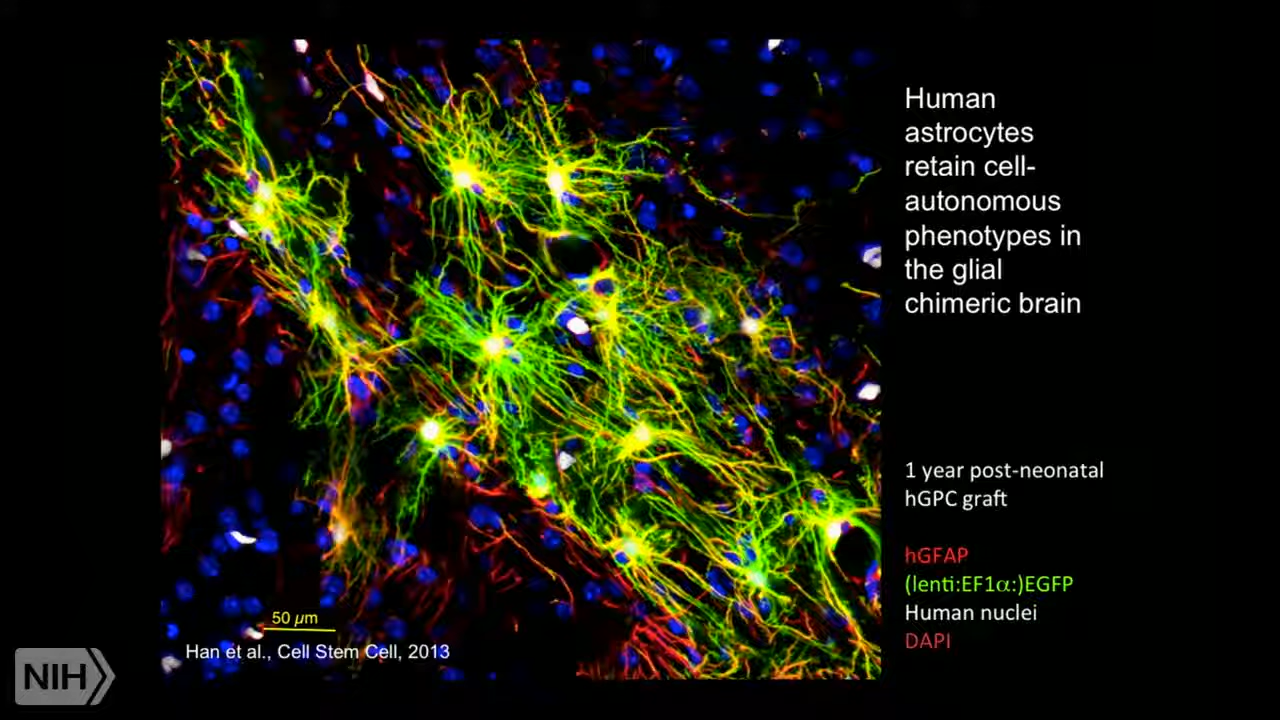 Human
astrocytes
retain cell-
autonomous
phenotypes in
the glial
chimeric brain
1 year post-neonatal
hGPC graft
hGFAP
(lenti:EF1α:)EGFP
Human nuclei
DAPI
50 µm
Han et al., Cell Stem Cell, 2013
NIH